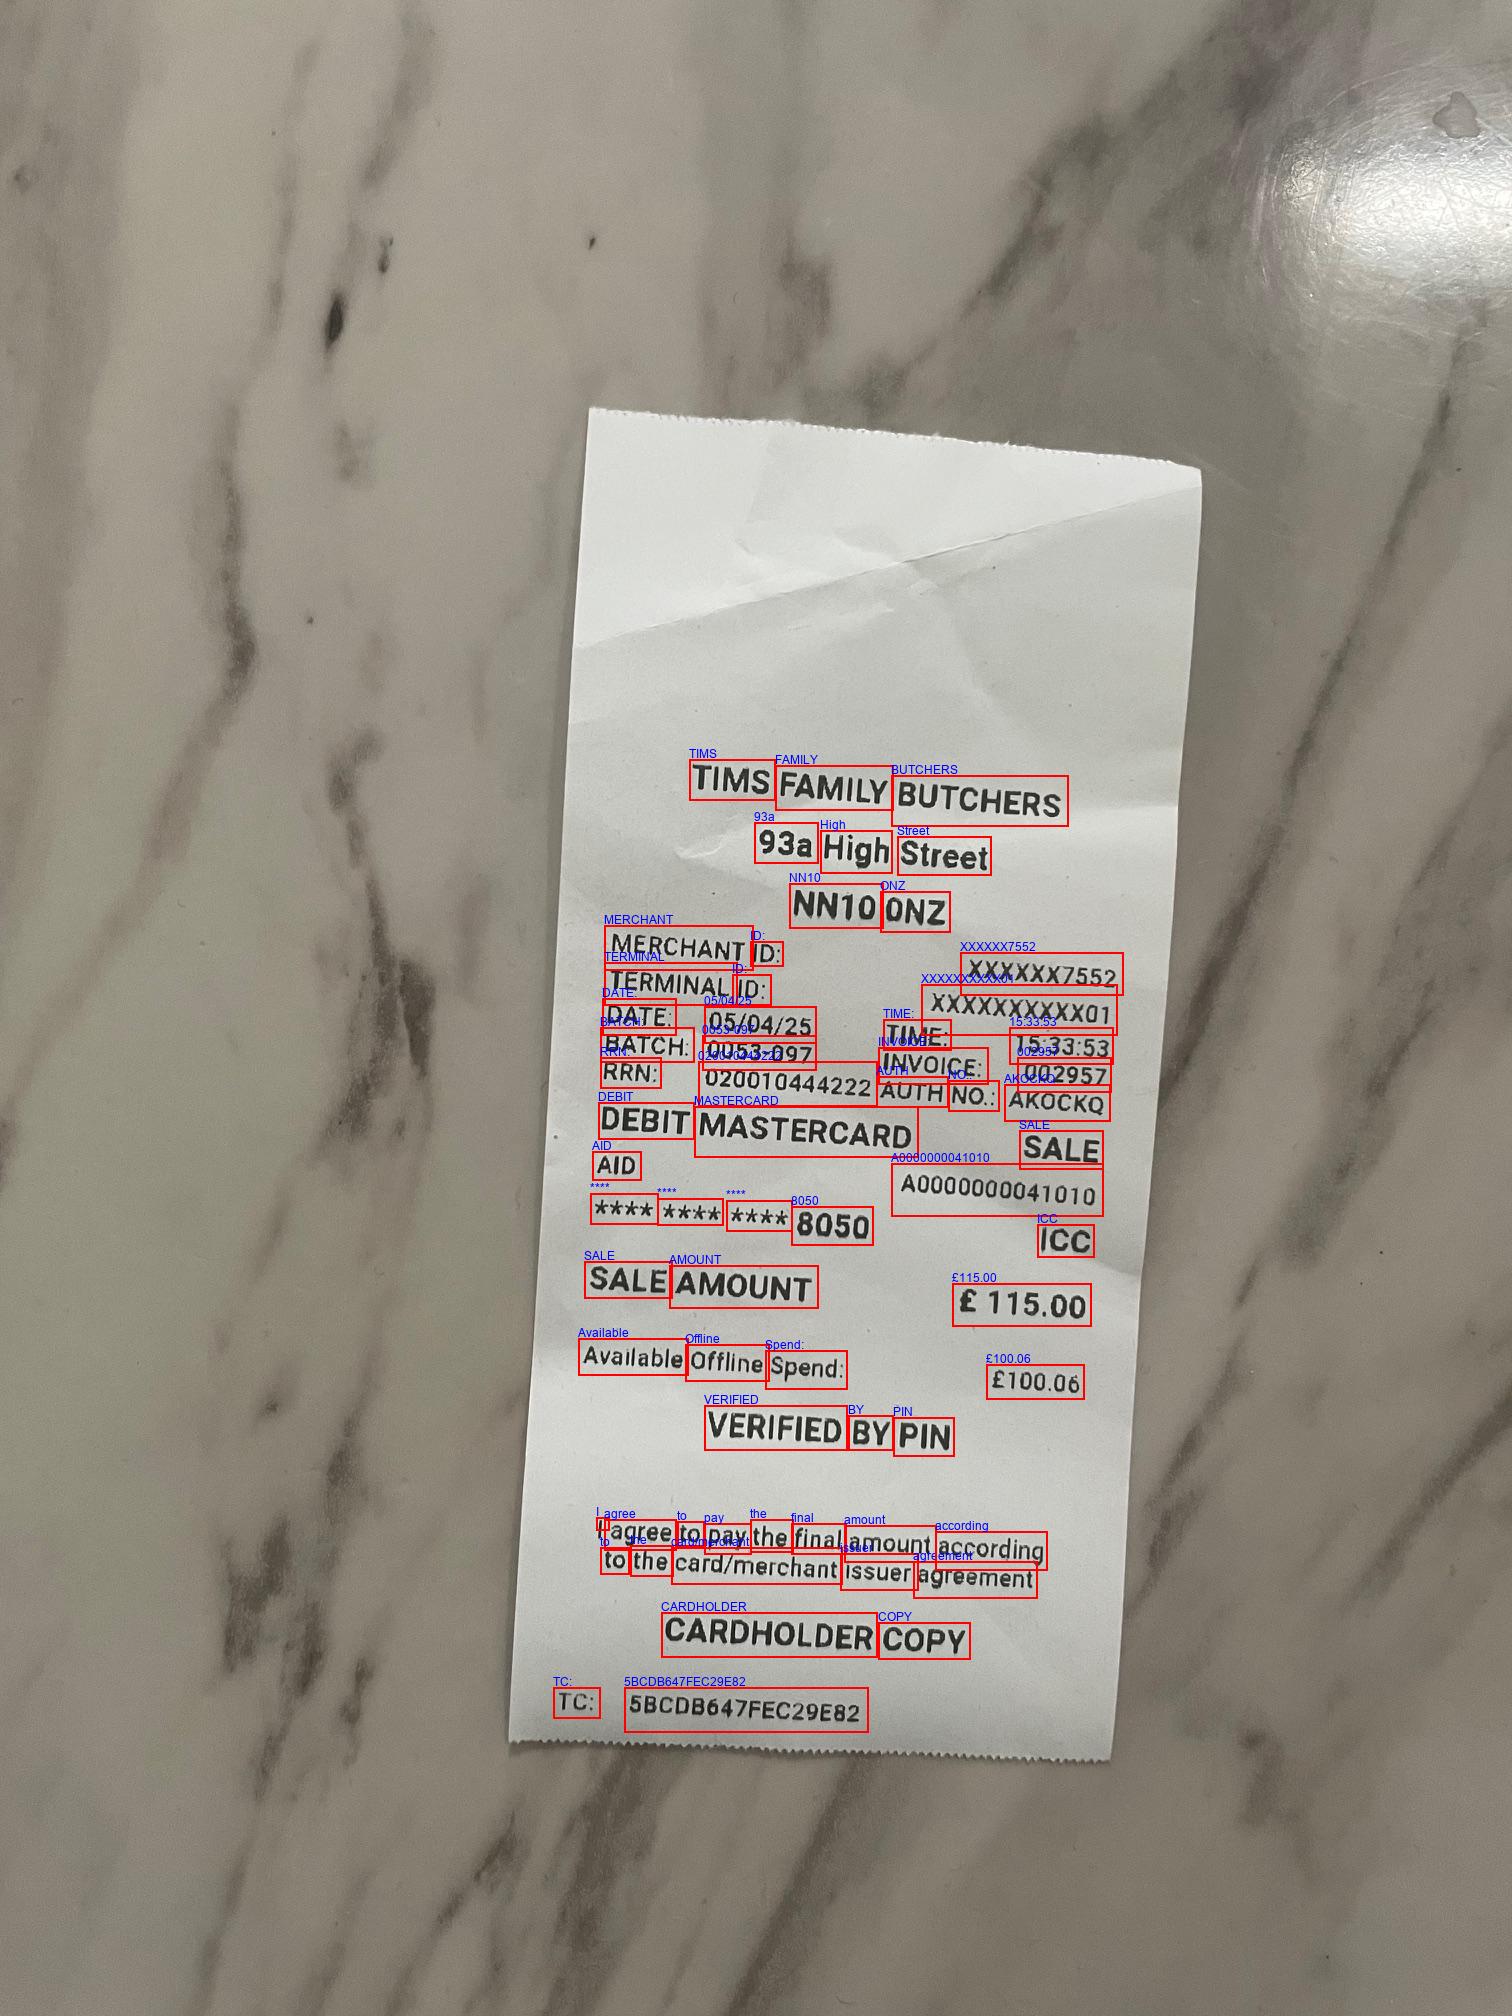 TIMS FAMILY BUTCHERS
93a High Street
NN10 0NZ
MERCHANT ID: XXXXXX7552
TERMINAL ID: XXXXXXXXXX01
DATE: 05/04/25 TIME: 15:33:53
BATCH: 0053-097 INVOICE: 002957
RRN: 020010444222 AUTH NO.: AKOCKQ
DEBIT MASTERCARD SALE
AID A0000000041010
**** **** **** 8050 ICC
SALE AMOUNT £ 115.00
Available Offline Spend: £100.06
VERIFIED BY PIN
I agree to pay the final amount according
to the card/merchant issuer agreement
CARDHOLDER COPY
TC: 5BCDB647FEC29E82